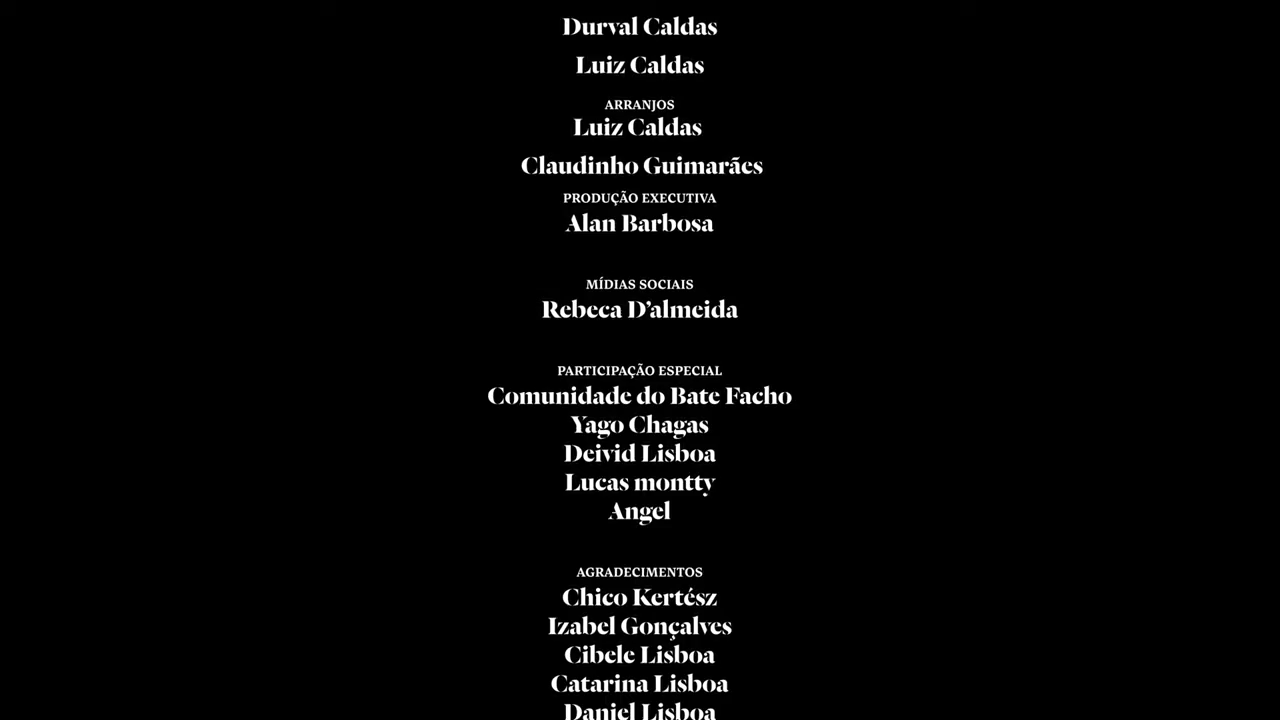 Durval Caldas
Luiz Caldas
ARRANJOS
Luiz Caldas
Claudinho Guimarães
PRODUÇÃO EXECUTIVA
Alan Barbosa
MÍDIAS SOCIAIS
Rebeca D'almeida
PARTICIPAÇÃO ESPECIAL
Comunidade do Bate Facho
Yago Chagas
Deivid Lisboa
Lucas montty
Angel
AGRADECIMENTOS
Chico Kertész
Izabel Gonçalves
Cibele Lisboa
Catarina Lisboa
Daniel Lisboa